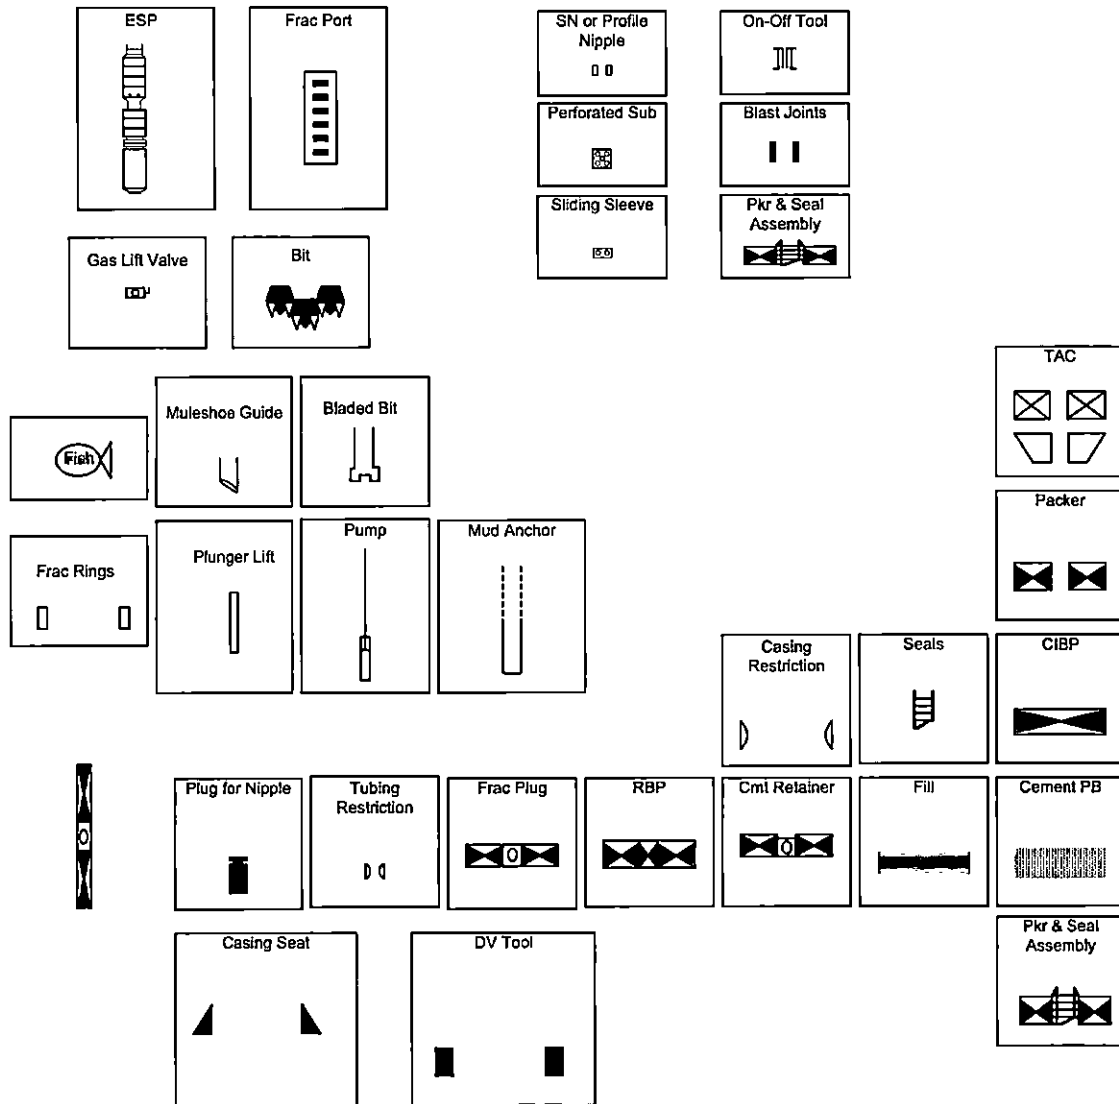 ESP
Frac Port
SN or Profile
Nipple
On-Off Tool
Perforated Sub
Blast Joints
Sliding Sleeve
Pkr & Seal
Assembly
Gas Lift Valve
Bit
TAC
Muleshoe Guide
Bladed Bit
Fish
Packer
Frac Rings
Plunger Lift
Pump
Mud Anchor
Casing
Restriction
Seals
CIBP
Plug for Nipple
Tubing
Restriction
Frac Plug
RBP
Cmt Retainer
Fill
Cement PB
Casing Seat
DV Tool
Pkr & Seal
Assembly